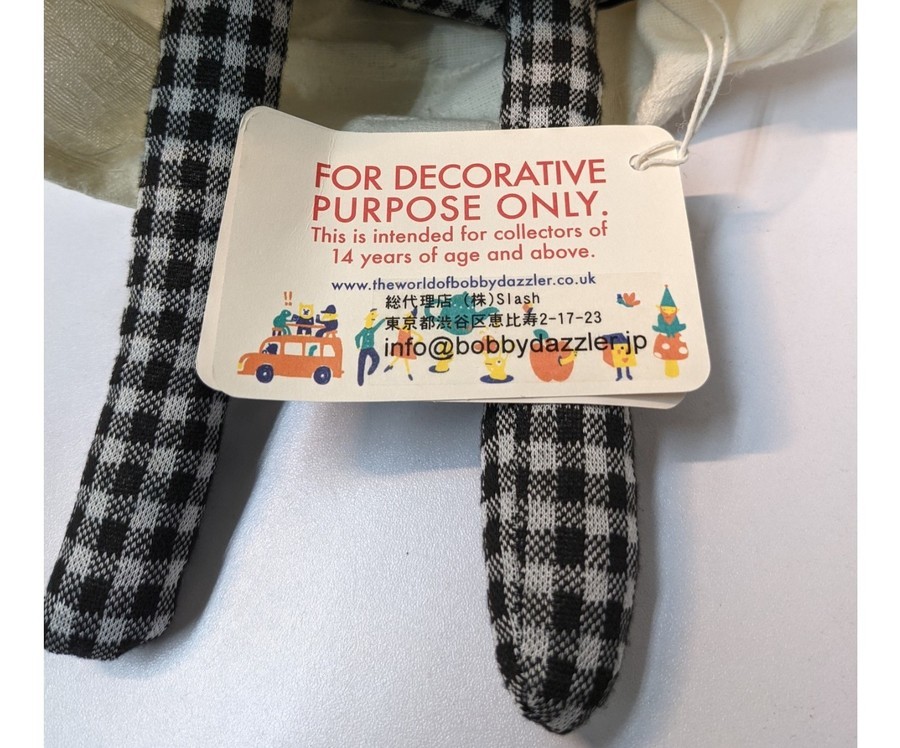 FOR DECORATIVE
PURPOSE ONLY.
This is intended for collectors of
14 years of age and above.
www.theworldofbobbydazzler.co.uk
!!
総代理店 (株)Slash
東京都渋谷区恵比寿2-17-23
info@bobbydazzler.jp